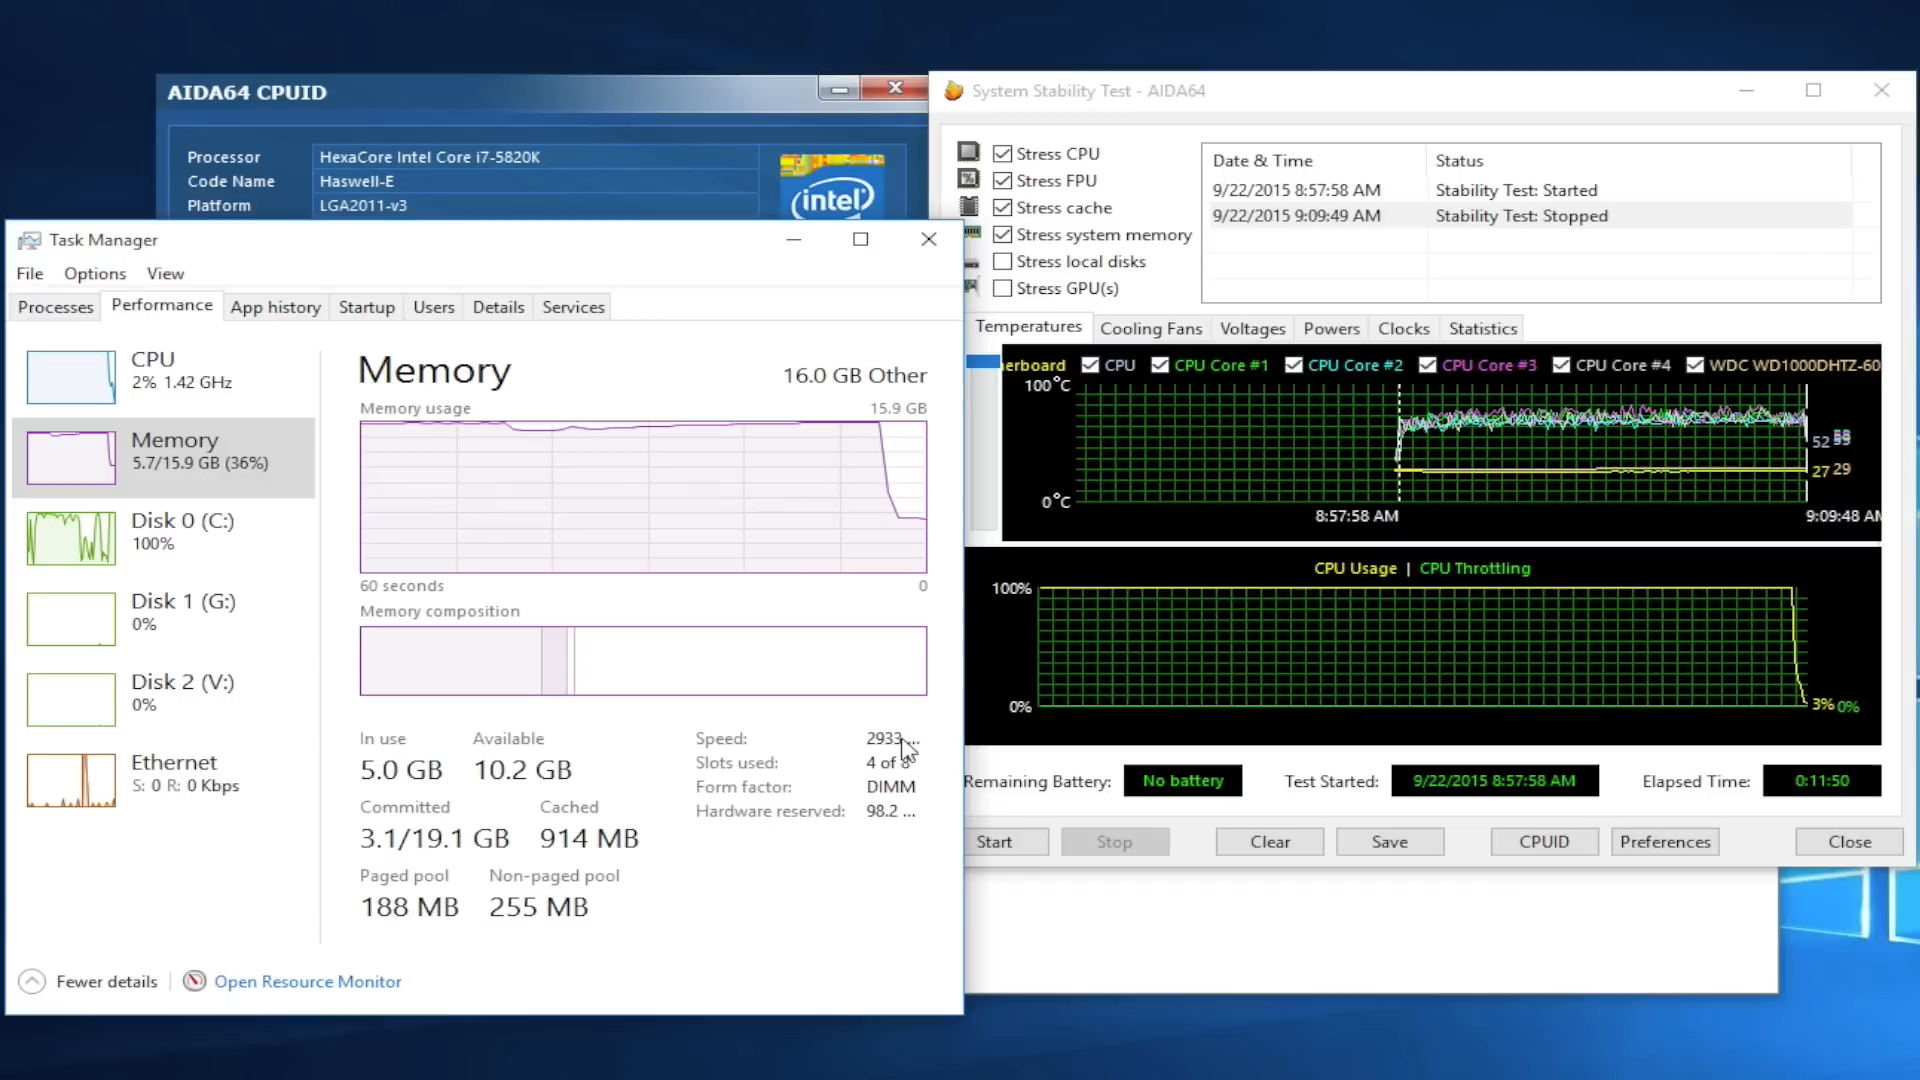 AIDA64 CPUID
Processor HexaCore Intel Core i7-5820K
Code Name Haswell-E
Platform LGA2011-v3
intel
System Stability Test - AIDA64
Stress CPU
Stress FPU
Stress cache
Stress system memory
Stress local disks
Stress GPU(s)
Date & Time Status
9/22/2015 8:57:58 AM Stability Test: Started
9/22/2015 9:09:49 AM Stability Test: Stopped
Temperatures Cooling Fans Voltages Powers Clocks Statistics
erboard CPU CPU Core #1 CPU Core #2 CPU Core #3 CPU Core #4 WDC WD1000DHTZ-60
100°C
52
27 29
0°C
8:57:58 AM 9:09:48 AM
CPU Usage | CPU Throttling
100%
0% 3% 0%
Remaining Battery: No battery Test Started: 9/22/2015 8:57:58 AM Elapsed Time: 0:11:50
Start Stop Clear Save CPUID Preferences Close
Task Manager
File Options View
Processes Performance App history Startup Users Details Services
CPU
2% 1.42 GHz
Memory
5.7/15.9 GB (36%)
Disk 0 (C:)
100%
Disk 1 (G:)
0%
Disk 2 (V:)
0%
Ethernet
S: 0 R: 0 Kbps
Memory 16.0 GB Other
Memory usage 15.9 GB
60 seconds 0
Memory composition
In use Available
5.0 GB 10.2 GB
Committed Cached
3.1/19.1 GB 914 MB
Paged pool Non-paged pool
188 MB 255 MB
Speed: 2933 ...
Slots used: 4 of 8
Form factor: DIMM
Hardware reserved: 98.2 ...
Fewer details Open Resource Monitor